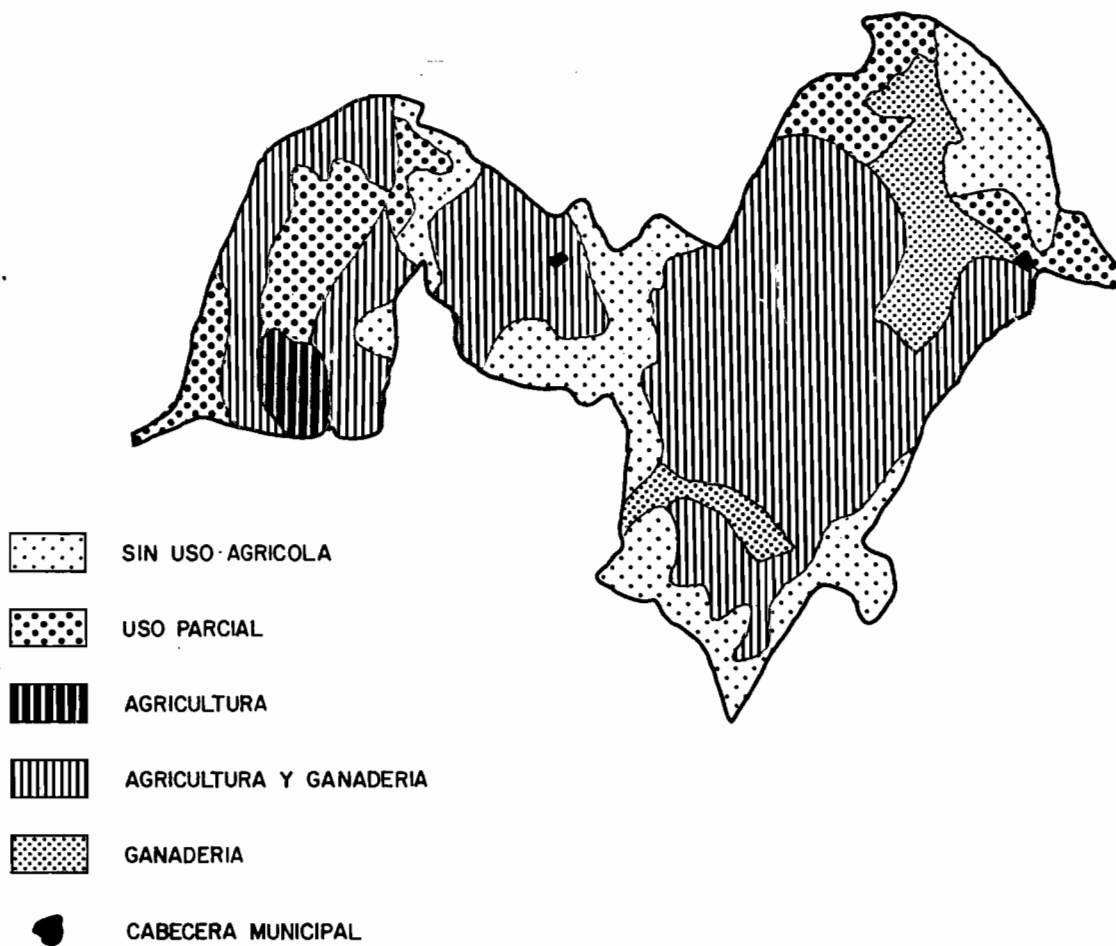 SIN USO AGRICOLA
USO PARCIAL
AGRICULTURA
AGRICULTURA Y GANADERIA
GANADERIA
CABECERA MUNICIPAL